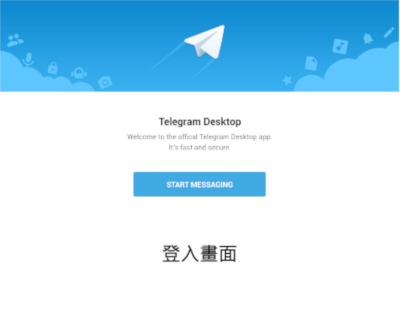 Telegram Desktop
Welcome to the offical Telegram Desktop app.
It's fast and secure.
START MESSAGING
登入畫面